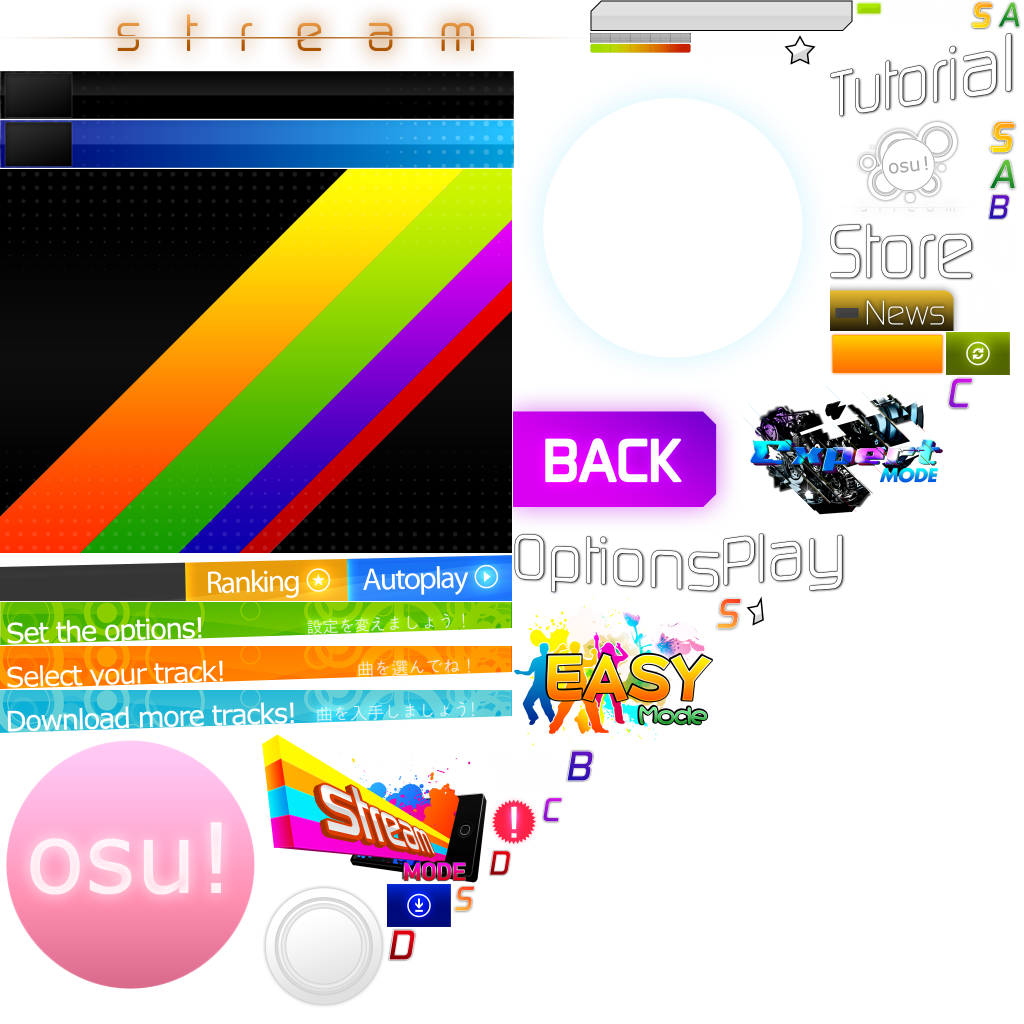 stream
S A
Tutorial
osu!
stream
S
A
B
Store
News
C
BACK
Expert
MODE
OptionsPlay
Ranking
Autoplay
Set the options!
設定を変えましょう！
S
Select your track!
曲を選んでね！
EASY
Mode
Download more tracks!
曲を入手しましょう!
osu!
Stream
MODE
B
C
!
D
S
D